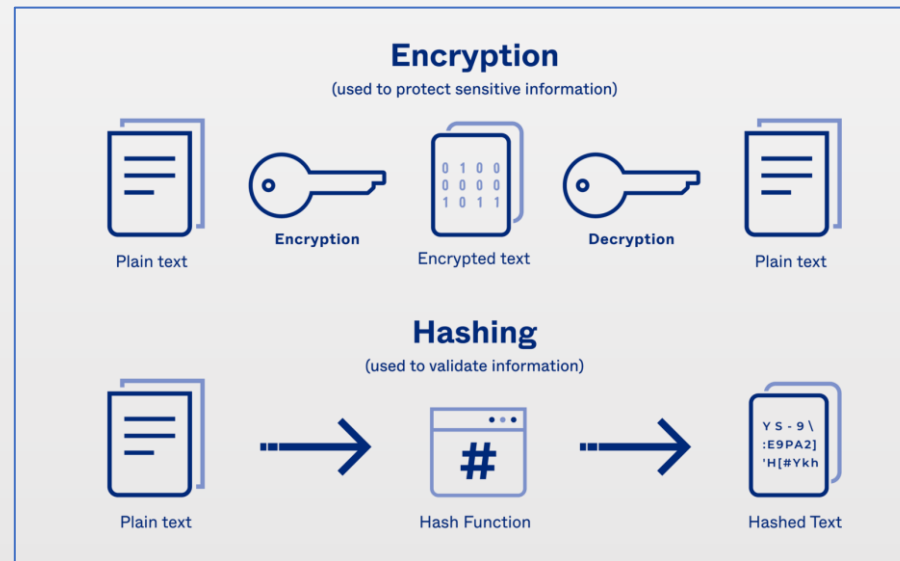 Encryption
(used to protect sensitive information)
0 1 0 0
0 0 0 0
1 0 1 1
Encryption
Decryption
Plain text
Encrypted text
Plain text
Hashing
(used to validate information)
#
Y S - 9 \
:E9PA2]
'H[#Ykh
Plain text
Hash Function
Hashed Text